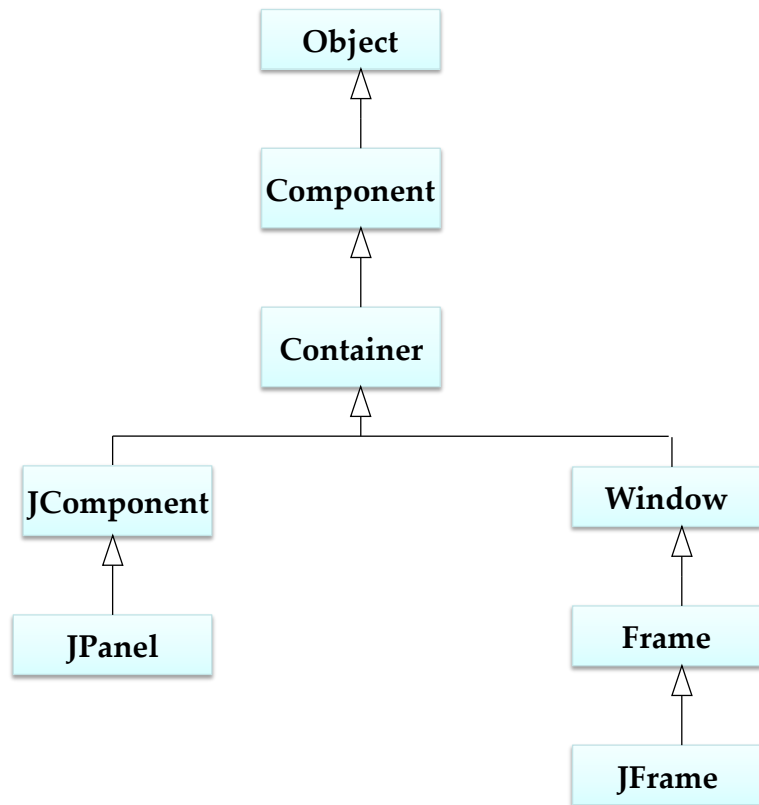 Object
Component
Container
JComponent
Window
JPanel
Frame
JFrame